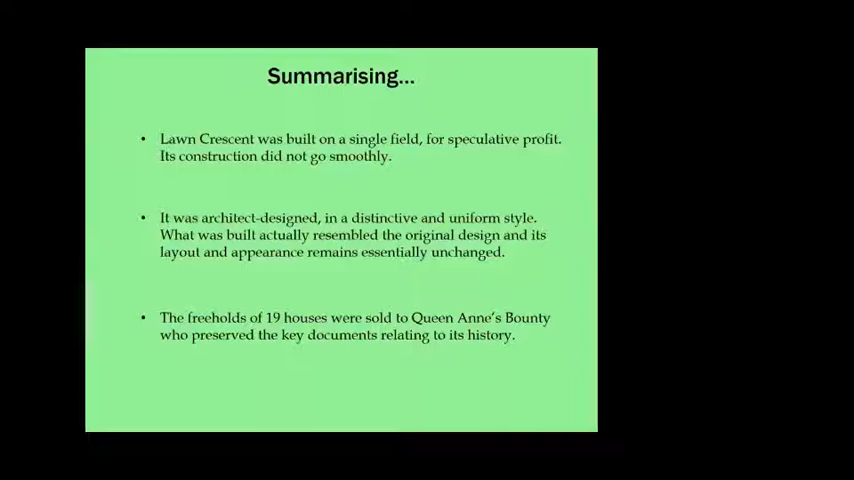 Summarising...
• Lawn Crescent was built on a single field, for speculative profit.
Its construction did not go smoothly.
• It was architect-designed, in a distinctive and uniform style.
What was built actually resembled the original design and its
layout and appearance remains essentially unchanged.
• The freeholds of 19 houses were sold to Queen Anne's Bounty
who preserved the key documents relating to its history.